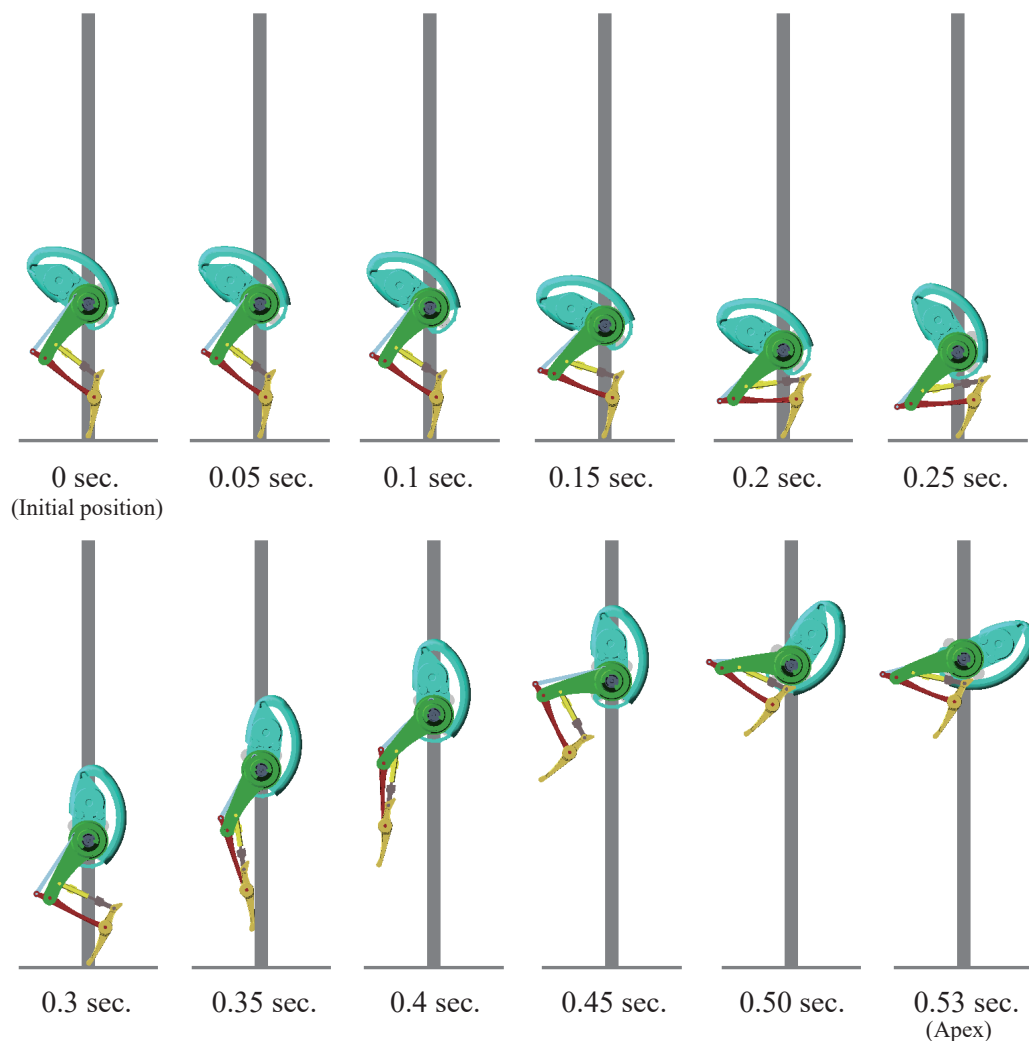 0 sec.
0.05 sec.
0.1 sec.
0.15 sec.
0.2 sec.
0.25 sec.
(Initial position)
0.3 sec.
0.35 sec.
0.4 sec.
0.45 sec.
0.50 sec.
0.53 sec.
(Apex)